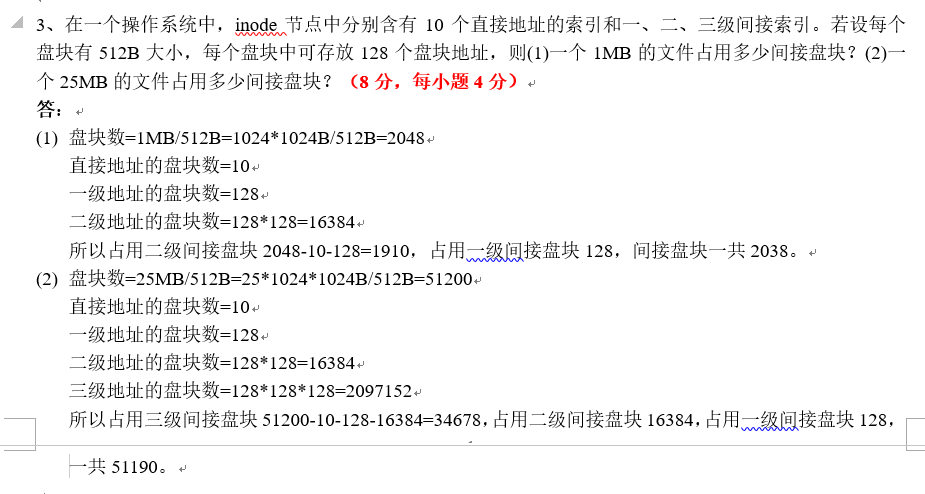 3、在一个操作系统中，inode 节点中分别含有 10 个直接地址的索引和一、二、三级间接索引。若设每个
盘块有 512B 大小，每个盘块中可存放 128 个盘块地址，则(1)一个 1MB 的文件占用多少间接盘块？(2)一
个 25MB 的文件占用多少间接盘块？（8 分，每小题 4 分）
答：
(1) 盘块数=1MB/512B=1024*1024B/512B=2048
直接地址的盘块数=10
一级地址的盘块数=128
二级地址的盘块数=128*128=16384
所以占用二级间接盘块 2048-10-128=1910，占用一级间接盘块 128，间接盘块一共 2038。
(2) 盘块数=25MB/512B=25*1024*1024B/512B=51200
直接地址的盘块数=10
一级地址的盘块数=128
二级地址的盘块数=128*128=16384
三级地址的盘块数=128*128*128=2097152
所以占用三级间接盘块 51200-10-128-16384=34678，占用二级间接盘块 16384，占用一级间接盘块 128，
一共 51190。